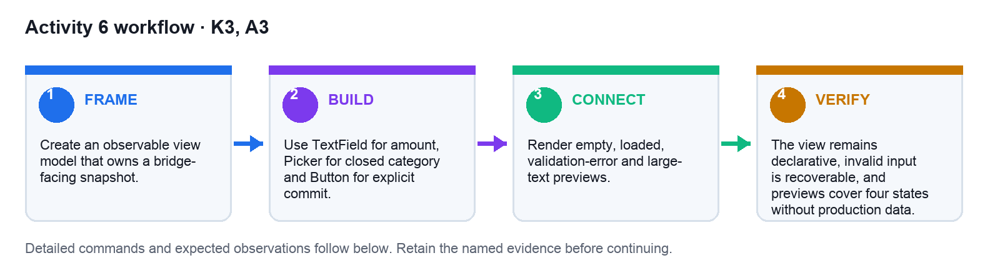 Activity 6 workflow · K3, A3
1
FRAME
Create an observable view
model that owns a bridge-
facing snapshot.
2
BUILD
Use TextField for amount,
Picker for closed category
and Button for explicit
commit.
3
CONNECT
Render empty, loaded,
validation-error and large-
text previews.
4
VERIFY
The view remains
declarative, invalid input
is recoverable, and
previews cover four states
without production data.
Detailed commands and expected observations follow below. Retain the named evidence before continuing.